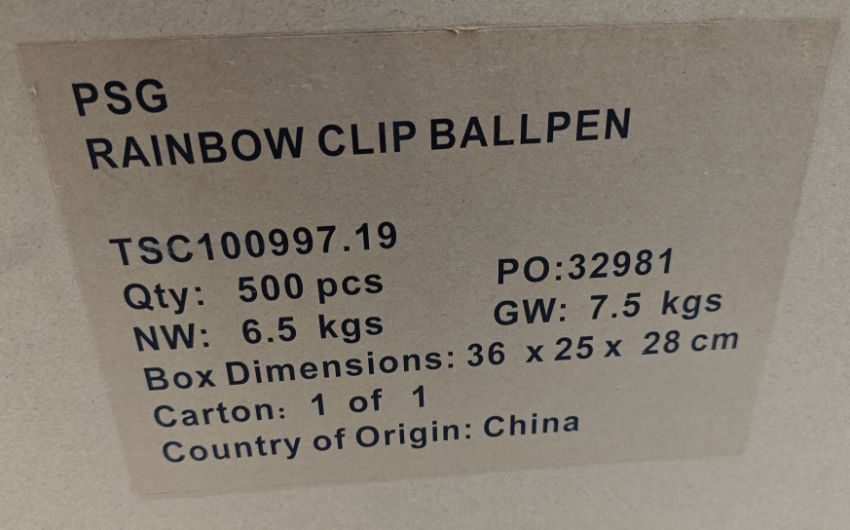 PSG
RAINBOW CLIP BALLPEN
TSC100997.19
Qty: 500 pcs PO:32981
NW: 6.5 kgs GW: 7.5 kgs
Box Dimensions: 36 x 25 x 28 cm
Carton: 1 of 1
Country of Origin: China